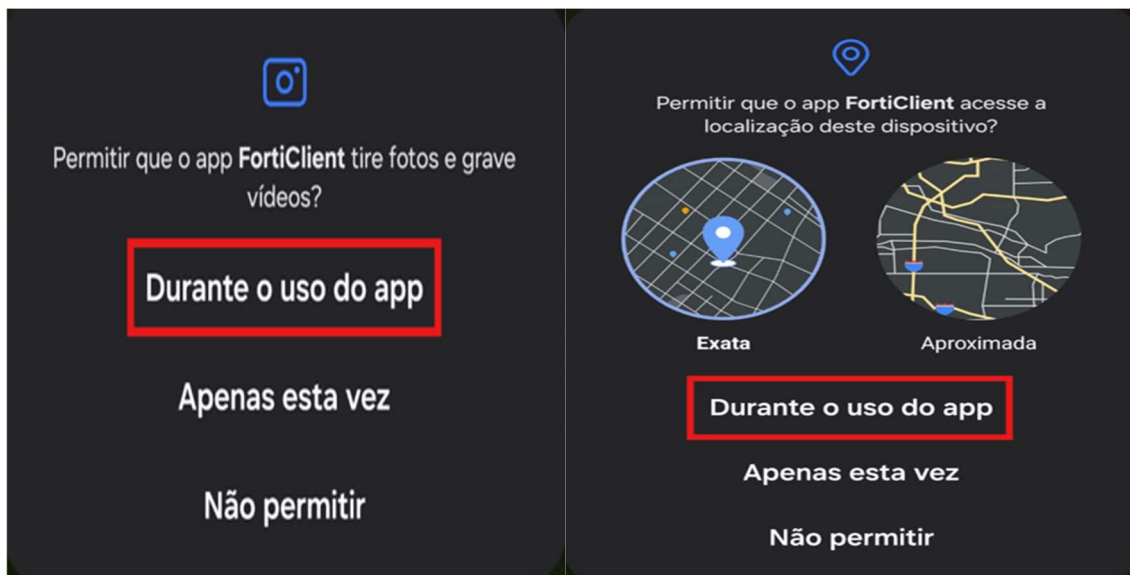 Permitir que o app FortiClient tire fotos e grave
vídeos?
Durante o uso do app
Apenas esta vez
Não permitir
Permitir que o app FortiClient acesse a
localização deste dispositivo?
Exata
Aproximada
Durante o uso do app
Apenas esta vez
Não permitir